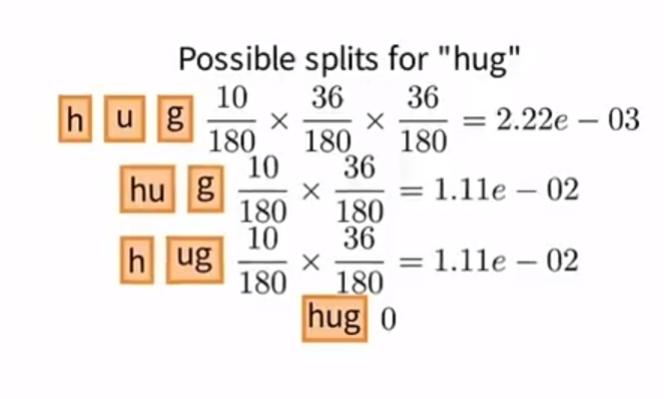 Possible splits for "hug"
h u g 10/180 × 36/180 × 36/180 = 2.22e − 03
hu g 10/180 × 36/180 = 1.11e − 02
h ug 10/180 × 36/180 = 1.11e − 02
hug 0